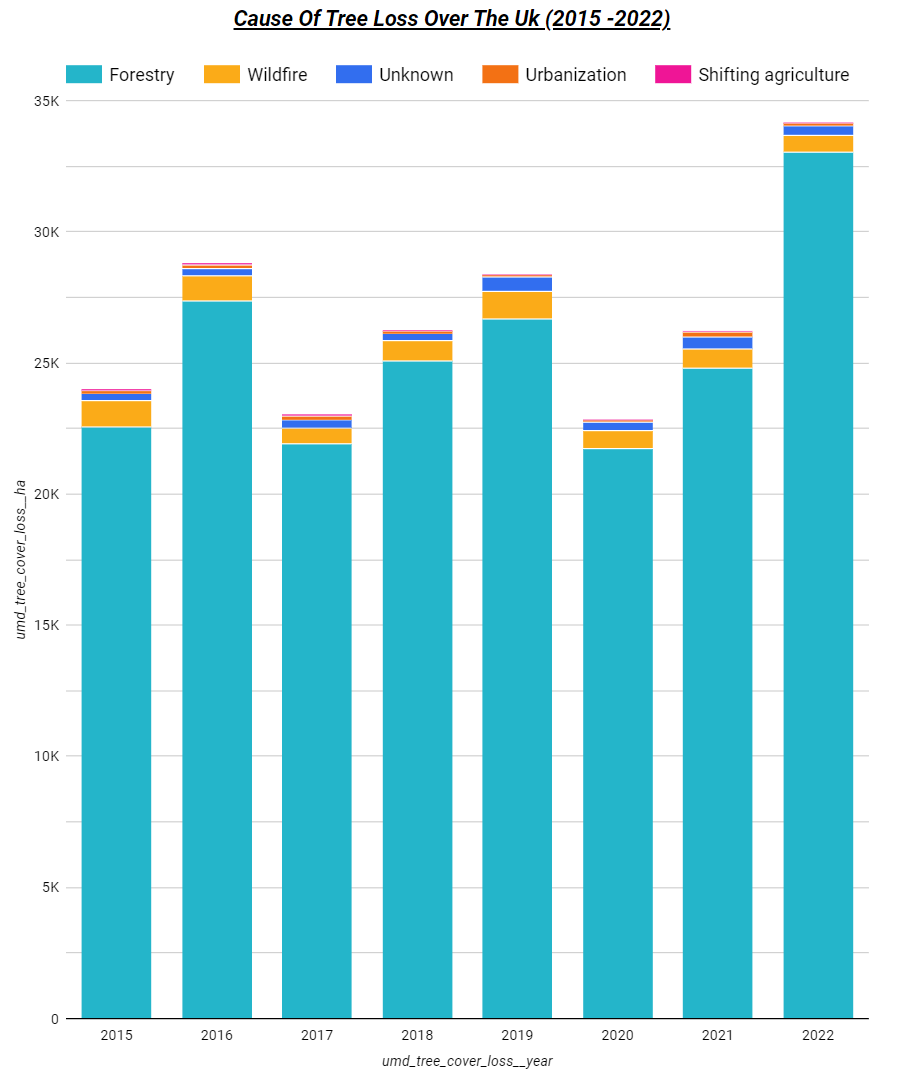 Cause Of Tree Loss Over The Uk (2015 -2022)
Forestry Wildfire Unknown Urbanization Shifting agriculture
35K
30K
25K
20K
15K
10K
5K
0
umd_tree_cover_loss__ha
2015 2016 2017 2018 2019 2020 2021 2022
umd_tree_cover_loss__year